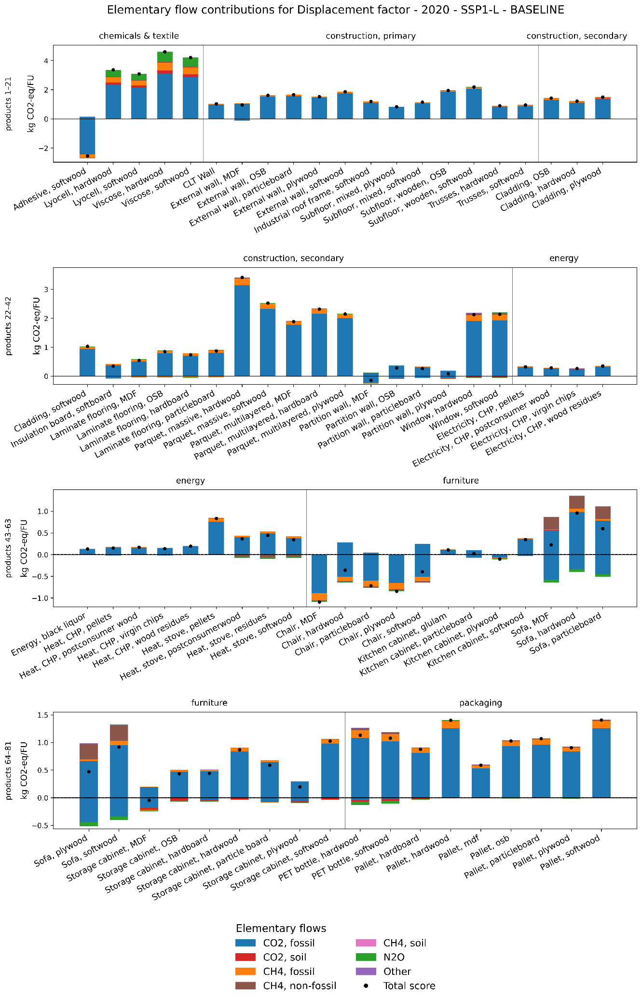 Elementary flow contributions for Displacement factor - 2020 - SSP1-L - BASELINE
chemicals & textile
construction, primary
construction, secondary
products 1–21
kg CO2-eq/FU
4
2
0
−2
Adhesive, softwood
Lyocell, hardwood
Lyocell, softwood
Viscose, hardwood
Viscose, softwood
CLT Wall
External wall, MDF
External wall, OSB
External wall, particleboard
External wall, plywood
External wall, softwood
Industrial roof frame, softwood
Subfloor, mixed, plywood
Subfloor, mixed, softwood
Subfloor, wooden, OSB
Subfloor, wooden, softwood
Trusses, hardwood
Trusses, softwood
Cladding, OSB
Cladding, hardwood
Cladding, plywood
construction, secondary
energy
products 22–42
kg CO2-eq/FU
3
2
1
0
Cladding, softwood
Insulation board, softboard
Laminate flooring, MDF
Laminate flooring, OSB
Laminate flooring, hardboard
Laminate flooring, particleboard
Parquet, massive, hardwood
Parquet, massive, softwood
Parquet, multilayered, MDF
Parquet, multilayered, hardboard
Parquet, multilayered, plywood
Partition wall, MDF
Partition wall, OSB
Partition wall, particleboard
Partition wall, plywood
Window, hardwood
Window, softwood
Electricity, CHP, pellets
Electricity, CHP, postconsumer wood
Electricity, CHP, virgin chips
Electricity, CHP, wood residues
energy
furniture
products 43–63
kg CO2-eq/FU
1.0
0.5
0.0
−0.5
−1.0
Energy, black liquor
Heat, CHP, pellets
Heat, CHP, postconsumer wood
Heat, CHP, virgin chips
Heat, CHP, wood residues
Heat, stove, pellets
Heat, stove, postconsumerwood
Heat, stove, residues
Heat, stove, softwood
Chair, MDF
Chair, hardwood
Chair, particleboard
Chair, plywood
Chair, softwood
Kitchen cabinet, glulam
Kitchen cabinet, particleboard
Kitchen cabinet, plywood
Kitchen cabinet, softwood
Sofa, MDF
Sofa, hardwood
Sofa, particleboard
furniture
packaging
products 64–81
kg CO2-eq/FU
1.5
1.0
0.5
0.0
−0.5
Sofa, plywood
Sofa, softwood
Storage cabinet, MDF
Storage cabinet, OSB
Storage cabinet, hardboard
Storage cabinet, hardwood
Storage cabinet, particle board
Storage cabinet, plywood
Storage cabinet, softwood
PET bottle, hardwood
PET bottle, softwood
Pallet, hardboard
Pallet, hardwood
Pallet, mdf
Pallet, osb
Pallet, particleboard
Pallet, plywood
Pallet, softwood
Elementary flows
CO2, fossil
CO2, soil
CH4, fossil
CH4, non-fossil
CH4, soil
N2O
Other
Total score